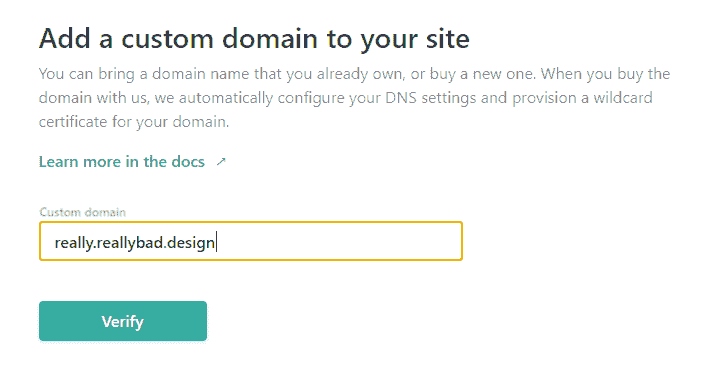 Add a custom domain to your site
You can bring a domain name that you already own, or buy a new one. When you buy the
domain with us, we automatically configure your DNS settings and provision a wildcard
certificate for your domain.
Learn more in the docs ↗
Custom domain
really.reallybad.design
Verify